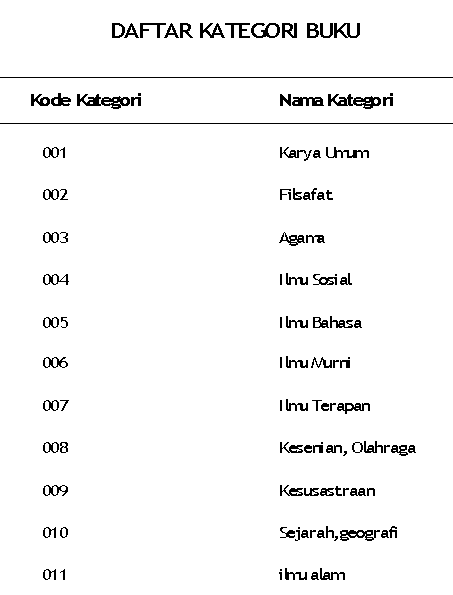 DAFTAR KATEGORI BUKU
Kode Kategori Nama Kategori
001 Karya Umum
002 Filsafat
003 Agama
004 Ilmu Sosial
005 Ilmu Bahasa
006 Ilmu Murni
007 Ilmu Terapan
008 Kesenian, Olahraga
009 Kesusastraan
010 Sejarah,geografi
011 ilmu alam